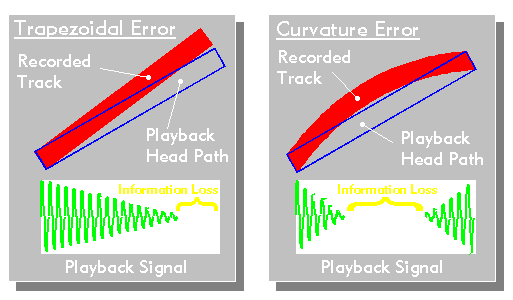 Trapezoidal Error
Recorded
Track
Playback
Head Path
Information Loss
Playback Signal
Curvature Error
Recorded
Track
Playback
Head Path
Information Loss
Playback Signal